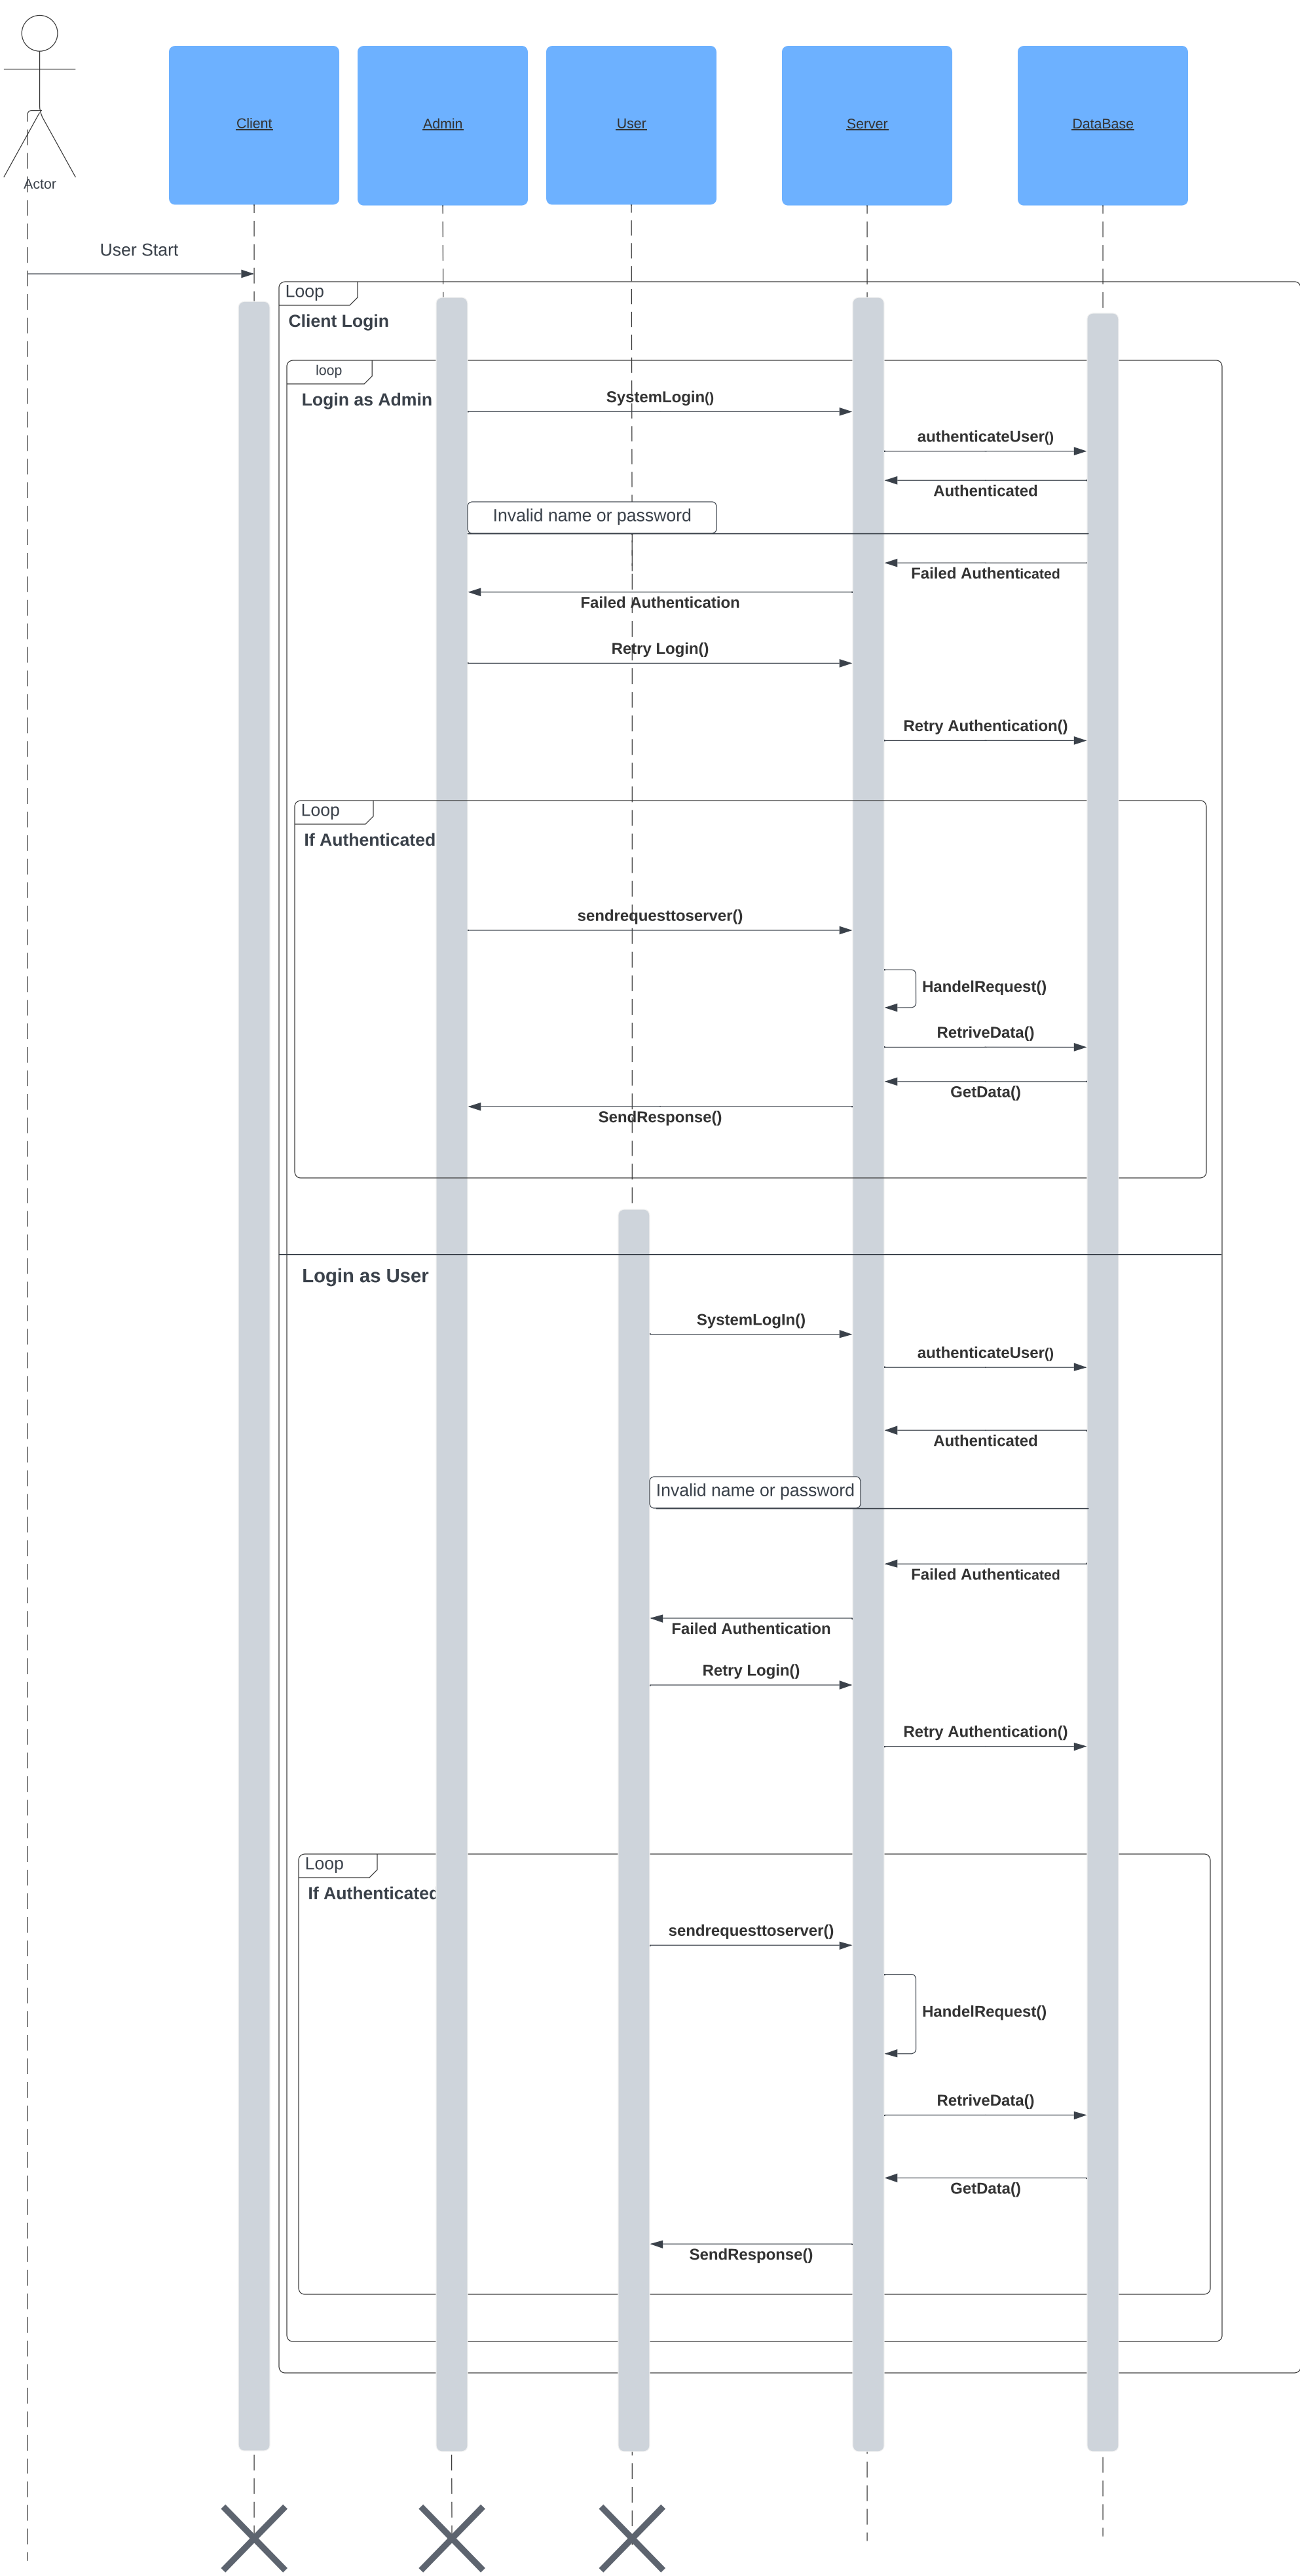 Client
Admin
User
Server
DataBase
Actor
User Start
Loop
Client Login
loop
Login as Admin
SystemLogin()
authenticateUser()
Authenticated
Invalid name or password
Failed Authenticated
Failed Authentication
Retry Login()
Retry Authentication()
Loop
If Authenticated
sendrequesttoserver()
HandelRequest()
RetriveData()
GetData()
SendResponse()
Login as User
SystemLogIn()
authenticateUser()
Authenticated
Invalid name or password
Failed Authenticated
Failed Authentication
Retry Login()
Retry Authentication()
Loop
If Authenticated
sendrequesttoserver()
HandelRequest()
RetriveData()
GetData()
SendResponse()